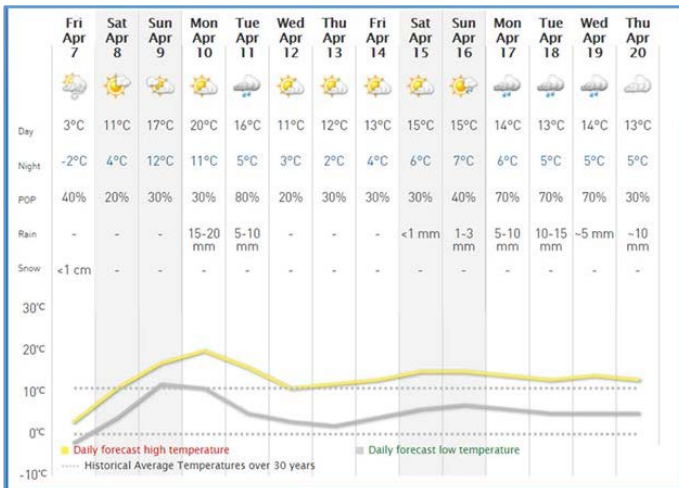 Fri Sat Sun Mon Tue Wed Thu Fri Sat Sun Mon Tue Wed Thu
Apr Apr Apr Apr Apr Apr Apr Apr Apr Apr Apr Apr Apr Apr
7 8 9 10 11 12 13 14 15 16 17 18 19 20
Day 3°C 11°C 17°C 20°C 16°C 11°C 12°C 13°C 15°C 15°C 14°C 13°C 14°C 13°C
Night -2°C 4°C 12°C 11°C 5°C 3°C 2°C 4°C 6°C 7°C 6°C 5°C 5°C 5°C
POP 40% 20% 30% 30% 80% 20% 30% 30% 30% 40% 70% 70% 70% 30%
Rain - - - 15-20 5-10 - - - <1 mm 1-3 5-10 10-15 ~5 mm ~10
mm mm mm mm mm mm
Snow <1 cm - - - - - - - - - - - - -
30°C
20°C
10°C
0°C
Daily forecast high temperature Daily forecast low temperature
Historical Average Temperatures over 30 years
-10°C